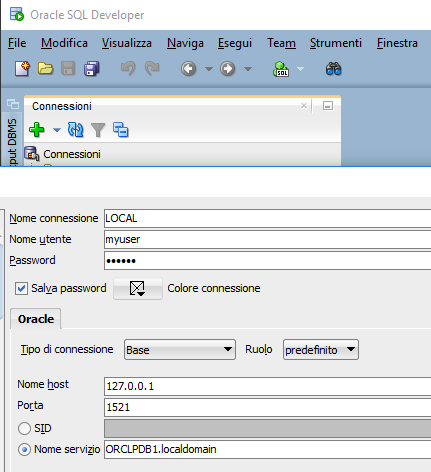 Oracle SQL Developer
File Modifica Visualizza Naviga Esegui Team Strumenti Finestra
SQL
Connessioni
put DBMS
Connessioni
Nome connessione LOCAL
Nome utente myuser
Password ••••••
Salva password Colore connessione
Oracle
Tipo di connessione Base Ruolo predefinito
Nome host 127.0.0.1
Porta 1521
SID
Nome servizio ORCLPDB1.localdomain